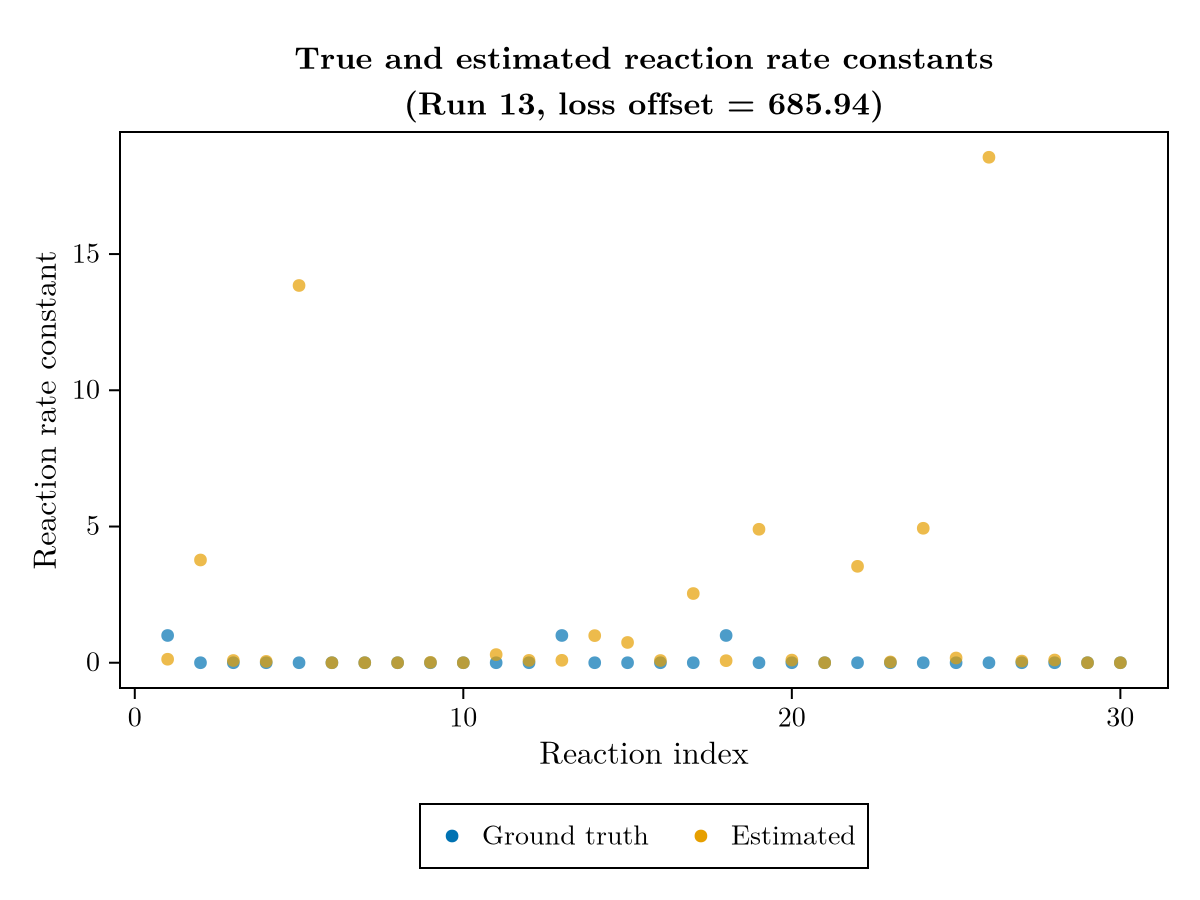 True and estimated reaction rate constants
(Run 13, loss offset = 685.94)
Reaction rate constant
15
10
5
0
0
10
20
30
Reaction index
Ground truth
Estimated